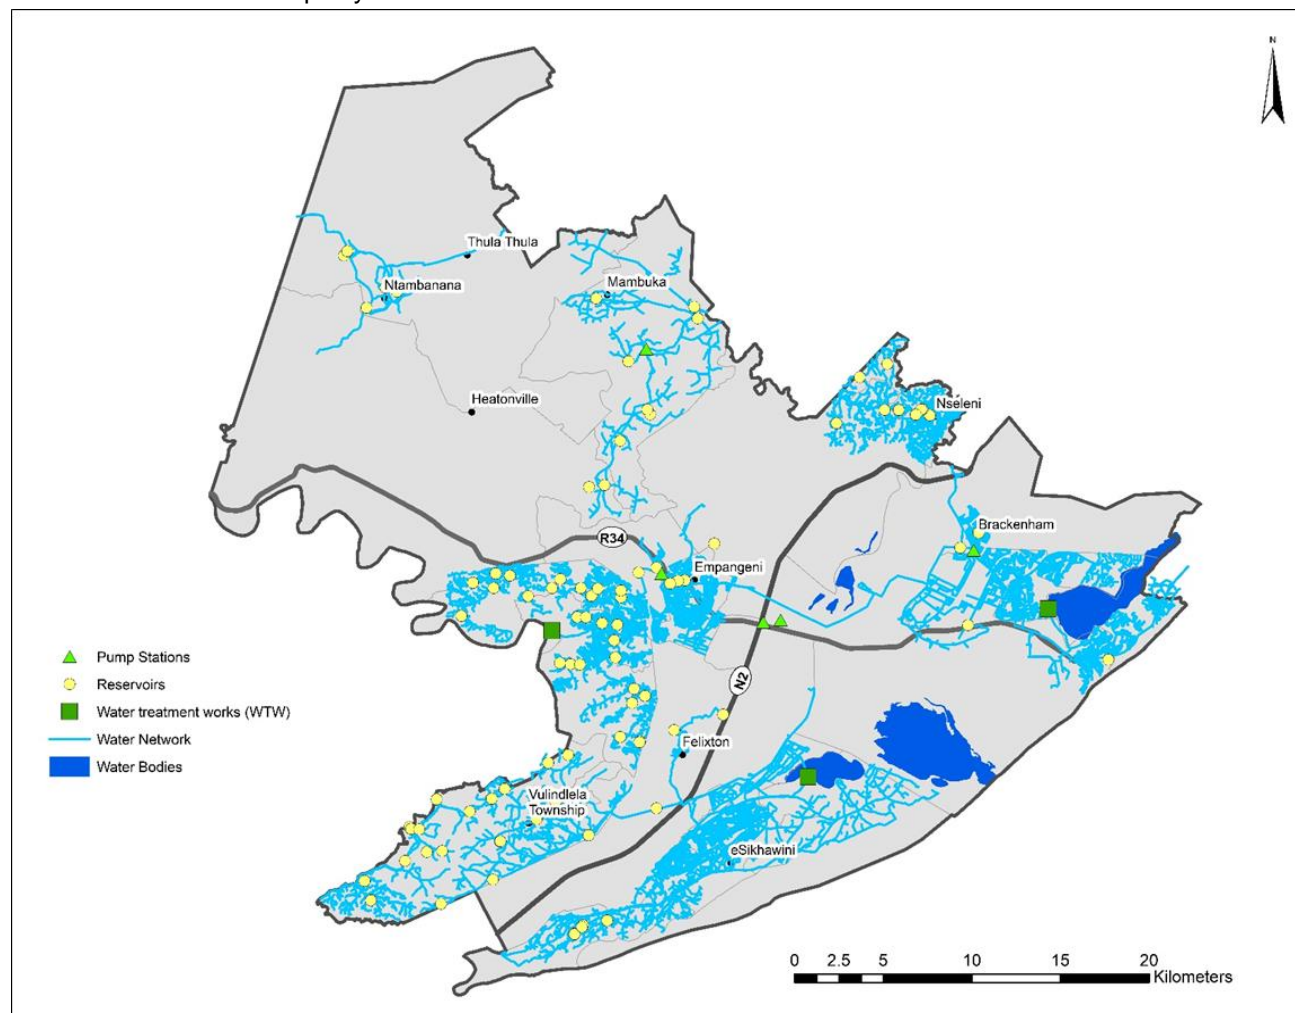 N
Thula Thula
Ntambanana
Mambuka
Heatonville
Nseleni
Brackenham
R34
Empangeni
N2
Felixton
Vulindlela
Township
eSikhawini
Pump Stations
Reservoirs
Water treatment works (WTW)
Water Network
Water Bodies
0 2.5 5 10 15 20
Kilometers